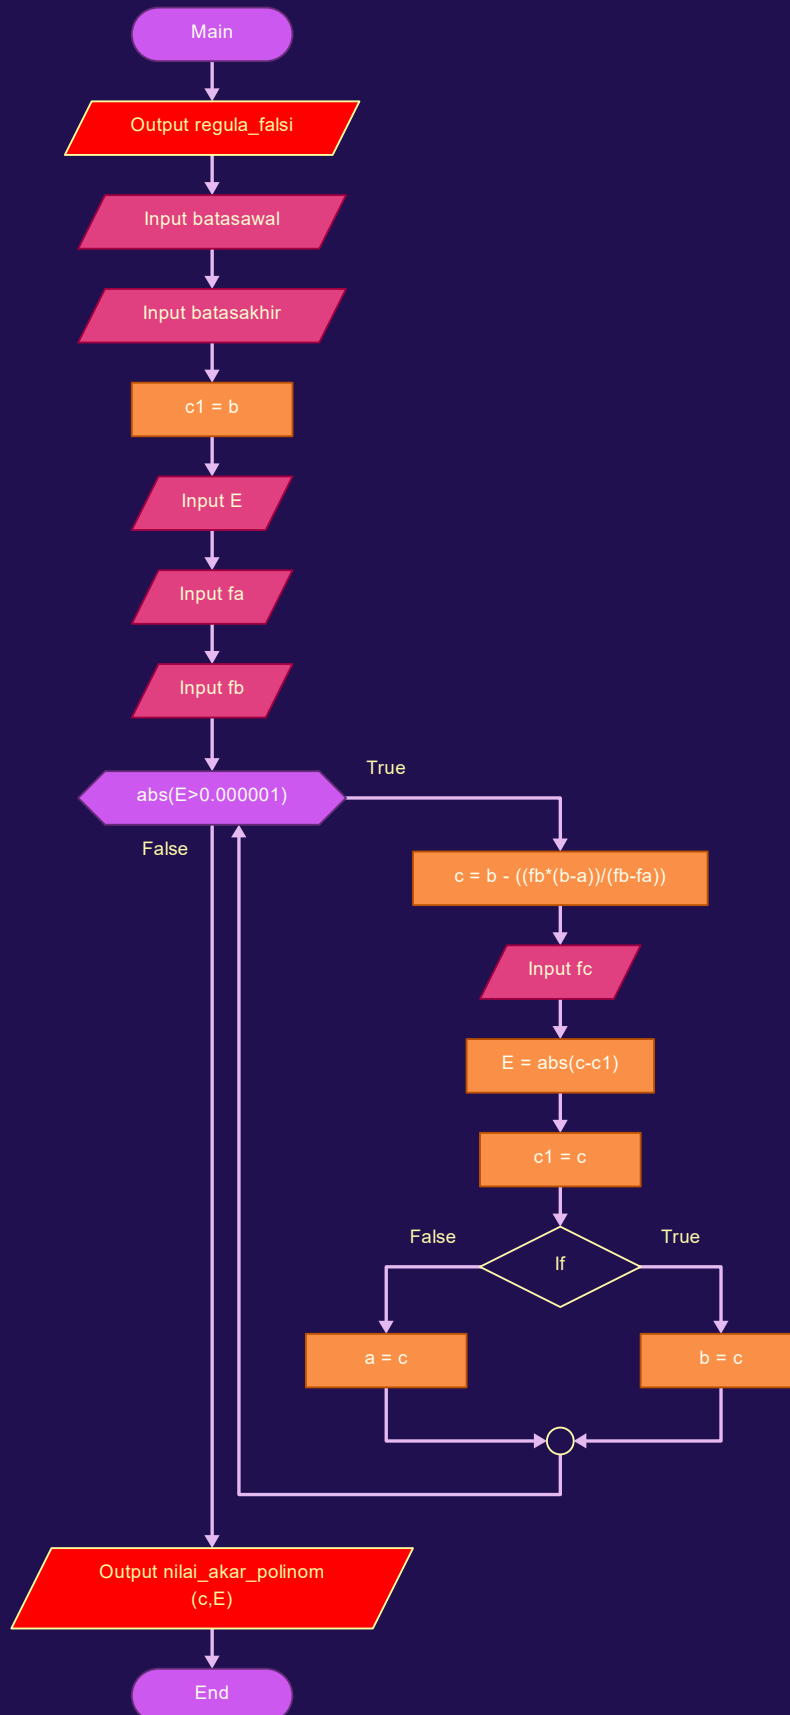 Main
Output regula_falsi
Input batasawal
Input batasakhir
c1 = b
Input E
Input fa
Input fb
abs(E>0.000001)
True
False
c = b - ((fb*(b-a))/(fb-fa))
Input fc
E = abs(c-c1)
c1 = c
If
False
True
a = c
b = c
Output nilai_akar_polinom
(c,E)
End